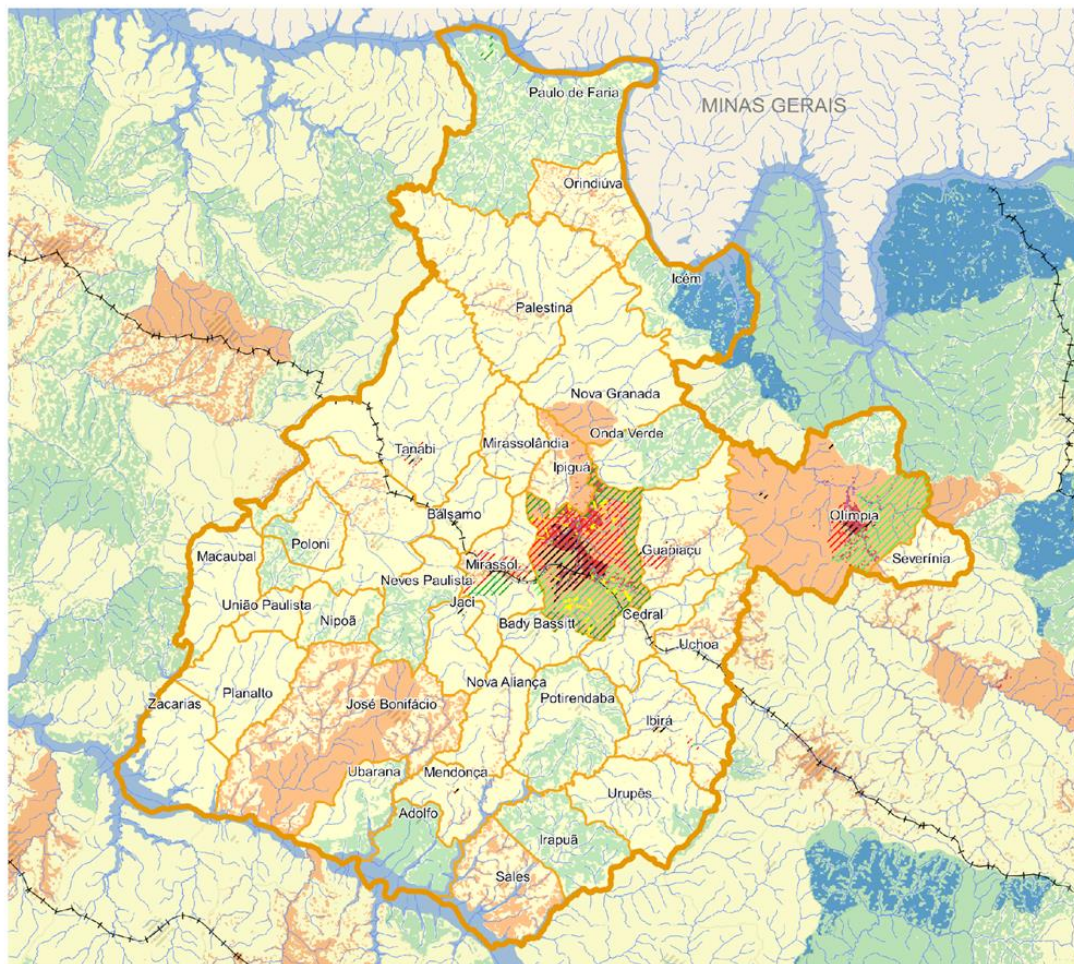 Paulo de Faria
MINAS GERAIS
Orindiúva
Icém
Palestina
Nova Granada
Onda Verde
Mirassolândia
Tanabi
Ipiguá
Bálsamo
Olímpia
Guapiaçu
Severínia
Macaubal
Poloni
Mirassol
Neves Paulista
Jaci
União Paulista
Nipoã
Bady Bassitt
Cedral
Uchoa
Nova Aliança
Planalto
Zacarias
José Bonifácio
Potirendaba
Ibirá
Ubarana
Mendonça
Adolfo
Urupês
Irapuã
Sales